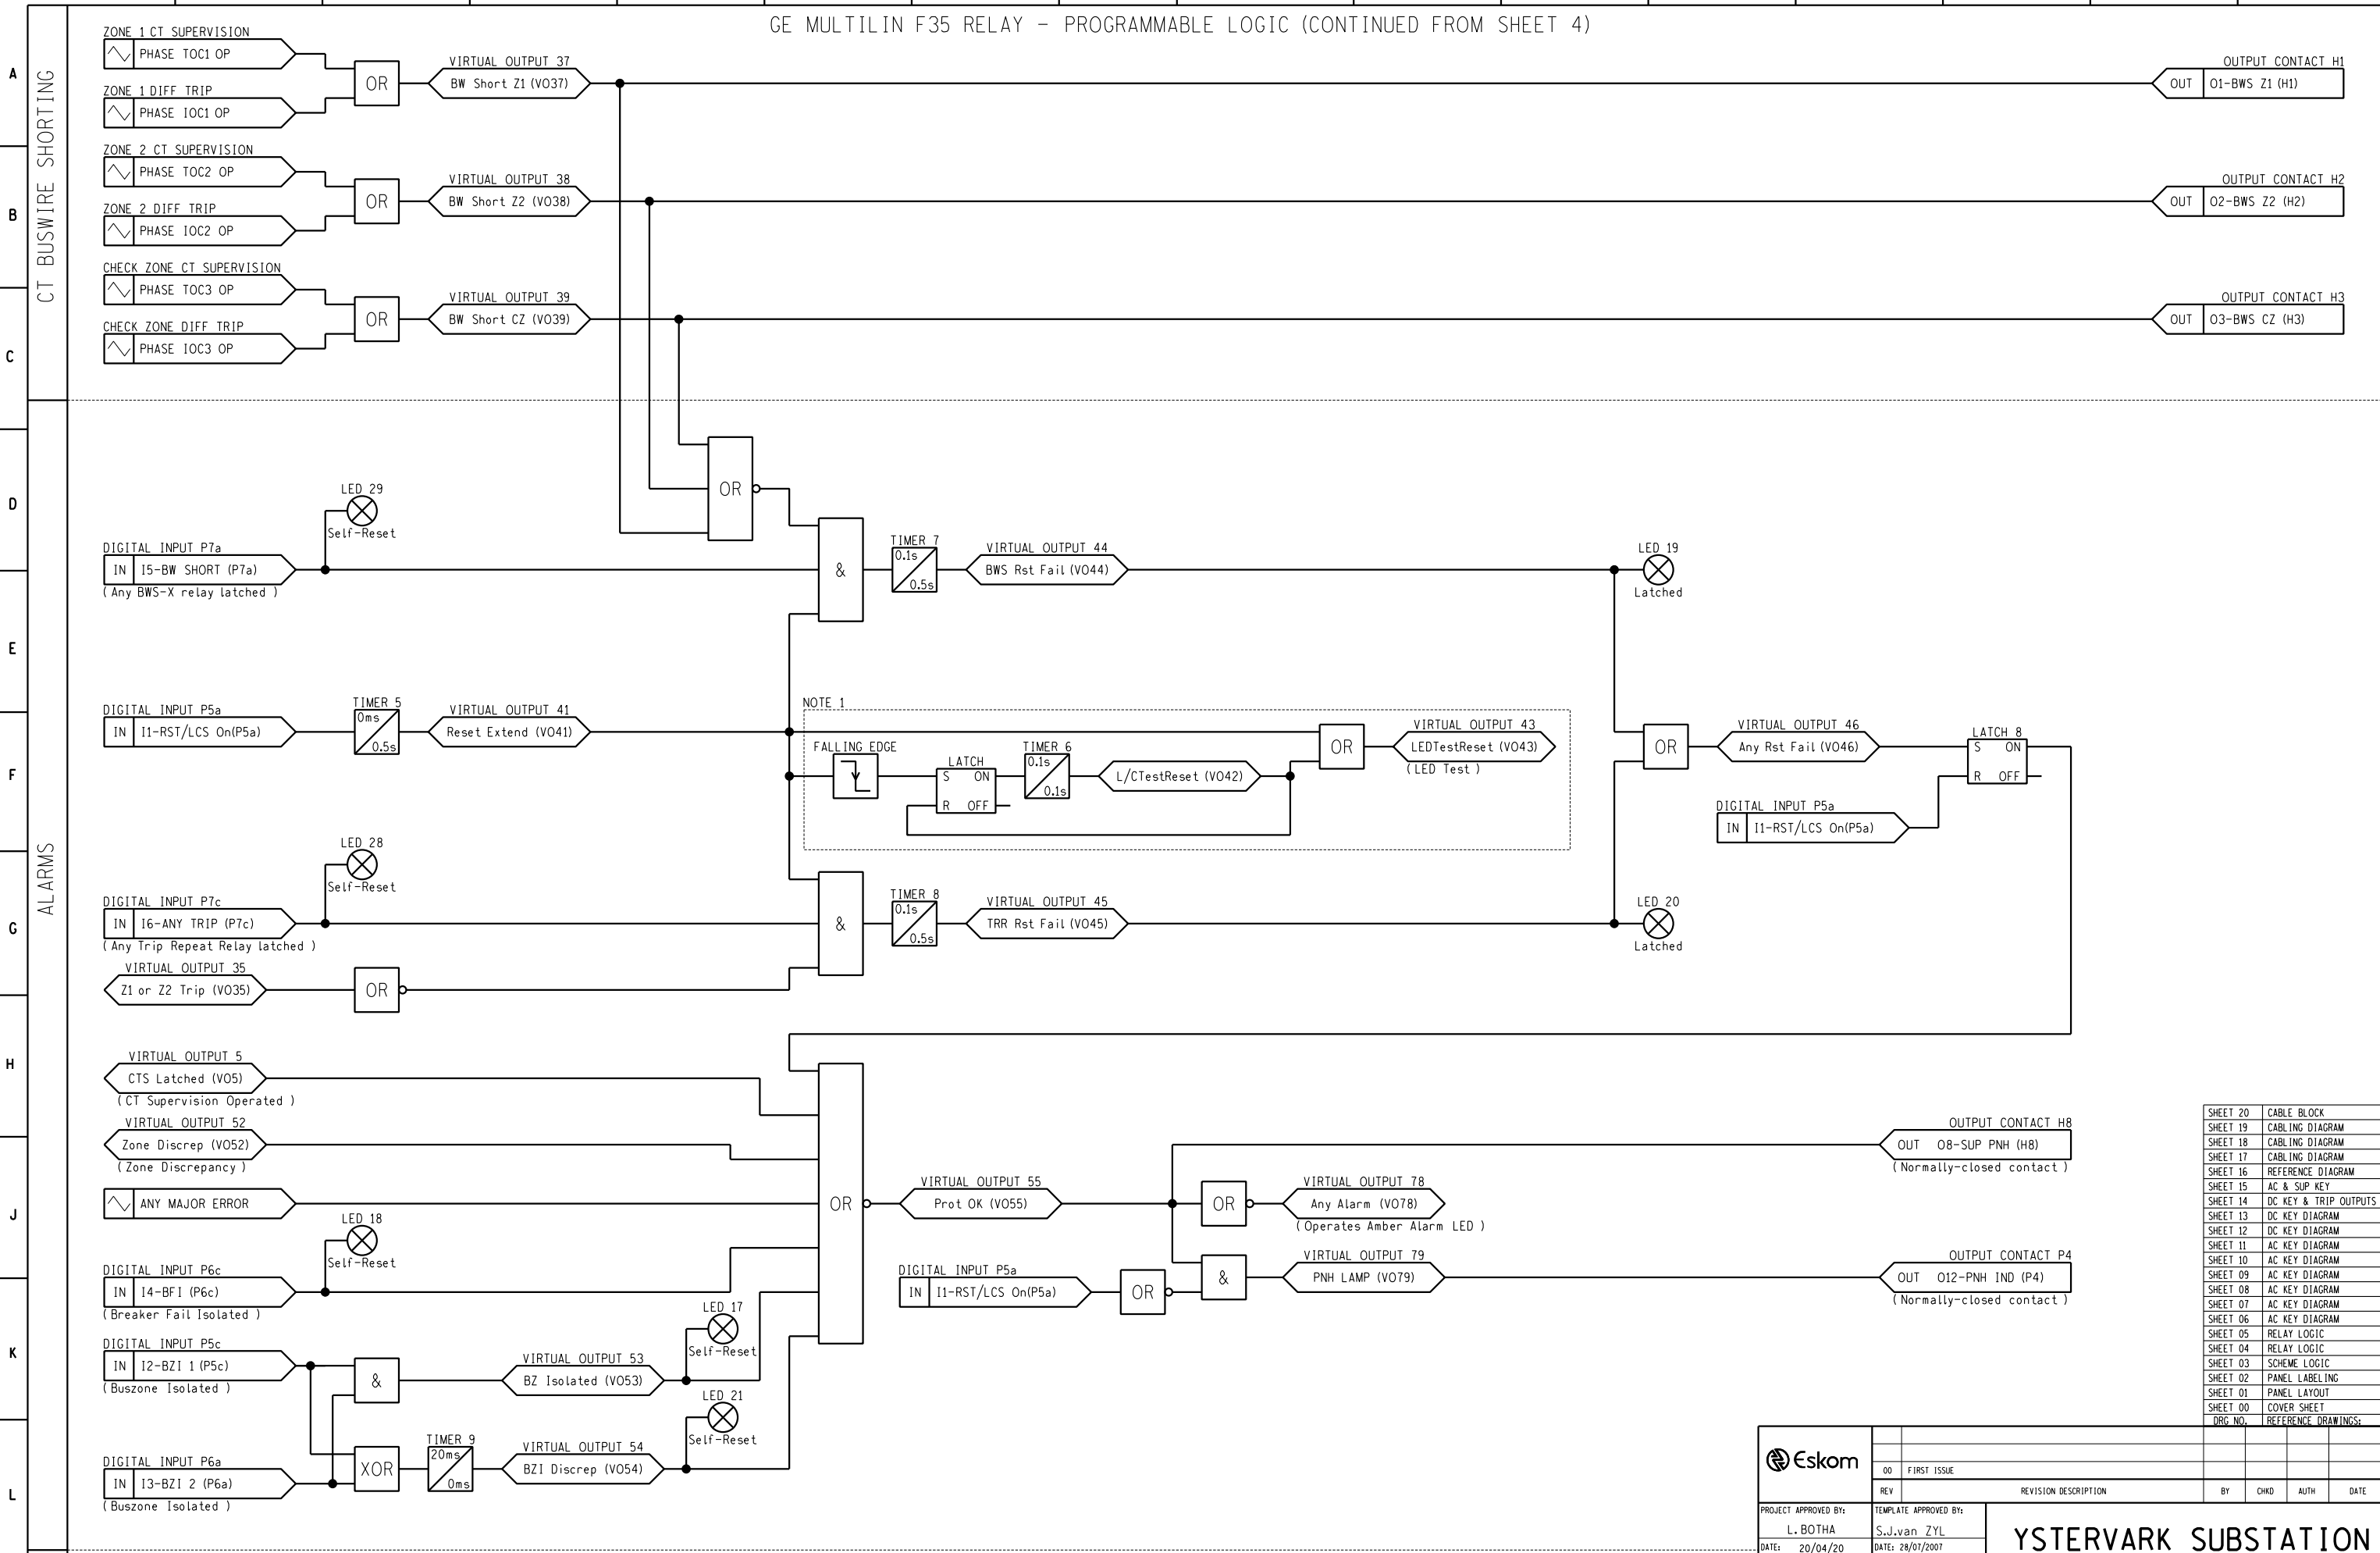 GE MULTILIN F35 RELAY - PROGRAMMABLE LOGIC (CONTINUED FROM SHEET 4)
A
B
C
D
E
F
G
H
J
K
L
CT BUSWIRE SHORTING
ALARMS
ZONE 1 CT SUPERVISION
PHASE TOC1 OP
ZONE 1 DIFF TRIP
PHASE IOC1 OP
OR
VIRTUAL OUTPUT 37
BW Short Z1 (VO37)
OUTPUT CONTACT H1
OUT O1-BWS Z1 (H1)
ZONE 2 CT SUPERVISION
PHASE TOC2 OP
ZONE 2 DIFF TRIP
PHASE IOC2 OP
OR
VIRTUAL OUTPUT 38
BW Short Z2 (VO38)
OUTPUT CONTACT H2
OUT O2-BWS Z2 (H2)
CHECK ZONE CT SUPERVISION
PHASE TOC3 OP
CHECK ZONE DIFF TRIP
PHASE IOC3 OP
OR
VIRTUAL OUTPUT 39
BW Short CZ (VO39)
OUTPUT CONTACT H3
OUT O3-BWS CZ (H3)
OR
LED 29
Self-Reset
DIGITAL INPUT P7a
IN I5-BW SHORT (P7a)
(Any BWS-X relay latched )
&
TIMER 7
0.1s
0.5s
VIRTUAL OUTPUT 44
BWS Rst Fail (VO44)
LED 19
Latched
DIGITAL INPUT P5a
IN I1-RST/LCS On(P5a)
TIMER 5
0ms
0.5s
VIRTUAL OUTPUT 41
Reset Extend (VO41)
NOTE 1
FALLING EDGE
LATCH
S ON
R OFF
TIMER 6
0.1s
0.1s
L/CTestReset (VO42)
OR
VIRTUAL OUTPUT 43
LEDTestReset (VO43)
(LED Test )
OR
VIRTUAL OUTPUT 46
Any Rst Fail (VO46)
LATCH 8
S ON
R OFF
DIGITAL INPUT P5a
IN I1-RST/LCS On(P5a)
LED 28
Self-Reset
DIGITAL INPUT P7c
IN I6-ANY TRIP (P7c)
(Any Trip Repeat Relay latched )
&
TIMER 8
0.1s
0.5s
VIRTUAL OUTPUT 45
TRR Rst Fail (VO45)
LED 20
Latched
VIRTUAL OUTPUT 35
Z1 or Z2 Trip (VO35)
OR
VIRTUAL OUTPUT 5
CTS Latched (VO5)
(CT Supervision Operated )
VIRTUAL OUTPUT 52
Zone Discrep (VO52)
(Zone Discrepancy )
ANY MAJOR ERROR
LED 18
Self-Reset
DIGITAL INPUT P6c
IN I4-BFI (P6c)
(Breaker Fail Isolated )
OR
VIRTUAL OUTPUT 55
Prot OK (VO55)
OUTPUT CONTACT H8
OUT O8-SUP PNH (H8)
(Normally-closed contact )
OR
VIRTUAL OUTPUT 78
Any Alarm (VO78)
(Operates Amber Alarm LED )
DIGITAL INPUT P5a
IN I1-RST/LCS On(P5a)
OR
&
VIRTUAL OUTPUT 79
PNH LAMP (VO79)
OUTPUT CONTACT P4
OUT O12-PNH IND (P4)
(Normally-closed contact )
DIGITAL INPUT P5c
IN I2-BZI 1 (P5c)
(Buszone Isolated )
&
VIRTUAL OUTPUT 53
BZ Isolated (VO53)
LED 17
Self-Reset
DIGITAL INPUT P6a
IN I3-BZI 2 (P6a)
(Buszone Isolated )
XOR
TIMER 9
20ms
0ms
VIRTUAL OUTPUT 54
BZI Discrep (VO54)
LED 21
Self-Reset
SHEET 20 CABLE BLOCK
SHEET 19 CABLING DIAGRAM
SHEET 18 CABLING DIAGRAM
SHEET 17 CABLING DIAGRAM
SHEET 16 REFERENCE DIAGRAM
SHEET 15 AC & SUP KEY
SHEET 14 DC KEY & TRIP OUTPUTS
SHEET 13 DC KEY DIAGRAM
SHEET 12 DC KEY DIAGRAM
SHEET 11 AC KEY DIAGRAM
SHEET 10 AC KEY DIAGRAM
SHEET 09 AC KEY DIAGRAM
SHEET 08 AC KEY DIAGRAM
SHEET 07 AC KEY DIAGRAM
SHEET 06 AC KEY DIAGRAM
SHEET 05 RELAY LOGIC
SHEET 04 RELAY LOGIC
SHEET 03 SCHEME LOGIC
SHEET 02 PANEL LABELING
SHEET 01 PANEL LAYOUT
SHEET 00 COVER SHEET
DRG NO. REFERENCE DRAWINGS:
Eskom
00 FIRST ISSUE
REV REVISION DESCRIPTION BY CHKD AUTH DATE
PROJECT APPROVED BY:
L.BOTHA
DATE: 20/04/20
TEMPLATE APPROVED BY:
S.J.van ZYL
DATE: 28/07/2007
YSTERVARK SUBSTATION